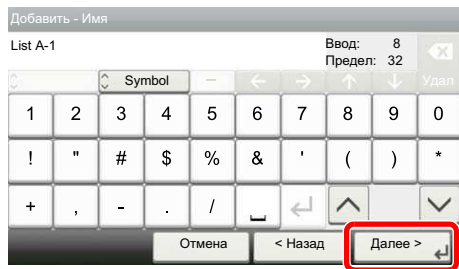 Добавить - Имя
List A-1
Ввод: 8
Предел: 32
Symbol – ← → ↑ ↓ Удал
1 2 3 4 5 6 7 8 9 0
! " # $ % & ' ( ) *
+ , - . / ␣
Отмена < Назад Далее >